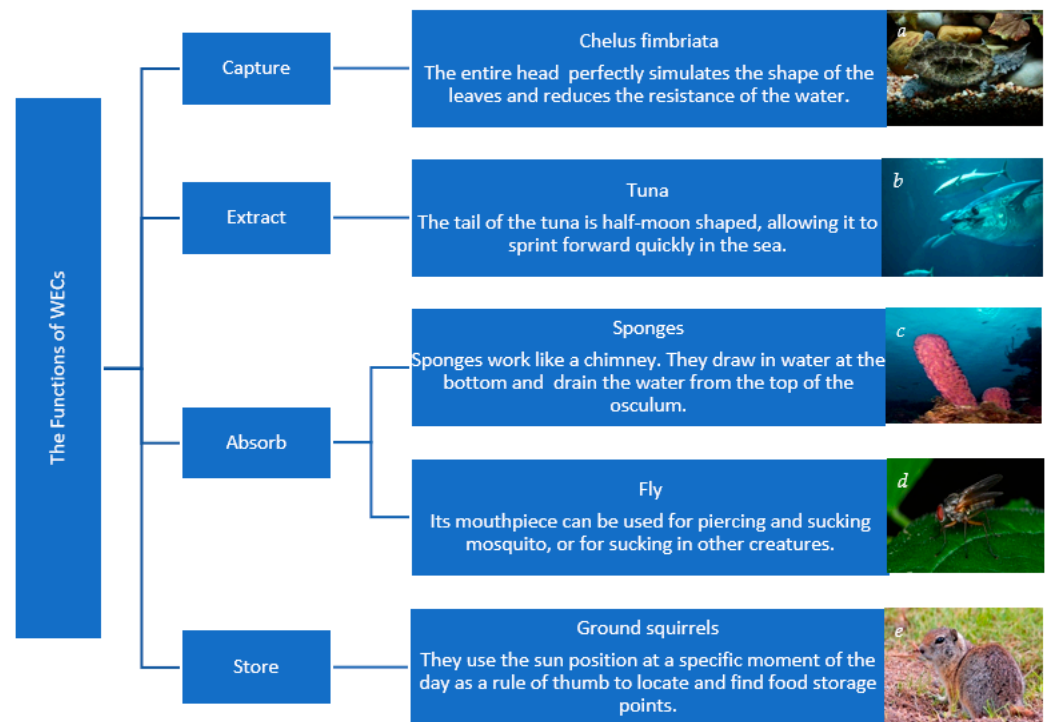 The Functions of WECs
Capture
Chelus fimbriata
The entire head perfectly simulates the shape of the
leaves and reduces the resistance of the water.
a
Extract
Tuna
The tail of the tuna is half-moon shaped, allowing it to
sprint forward quickly in the sea.
b
Absorb
Sponges
Sponges work like a chimney. They draw in water at the
bottom and drain the water from the top of the
osculum.
c
Fly
Its mouthpiece can be used for piercing and sucking
mosquito, or for sucking in other creatures.
d
Store
Ground squirrels
They use the sun position at a specific moment of the
day as a rule of thumb to locate and find food storage
points.
e